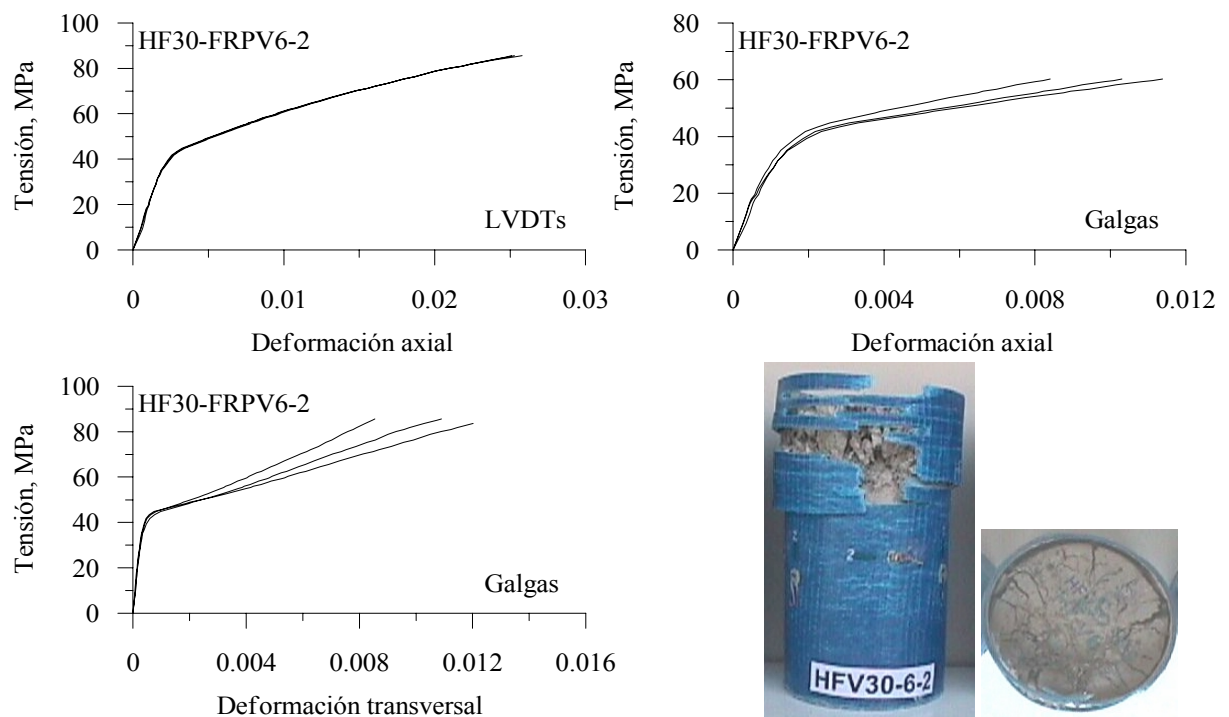 HF30-FRPV6-2
Tensión, MPa
100
80
60
40
20
0
LVDTs
0 0.01 0.02 0.03
Deformación axial
HF30-FRPV6-2
Tensión, MPa
80
60
40
20
0
Galgas
0 0.004 0.008 0.012
Deformación axial
HF30-FRPV6-2
Tensión, MPa
100
80
60
40
20
0
Galgas
0 0.004 0.008 0.012 0.016
Deformación transversal
HFV30-6-2